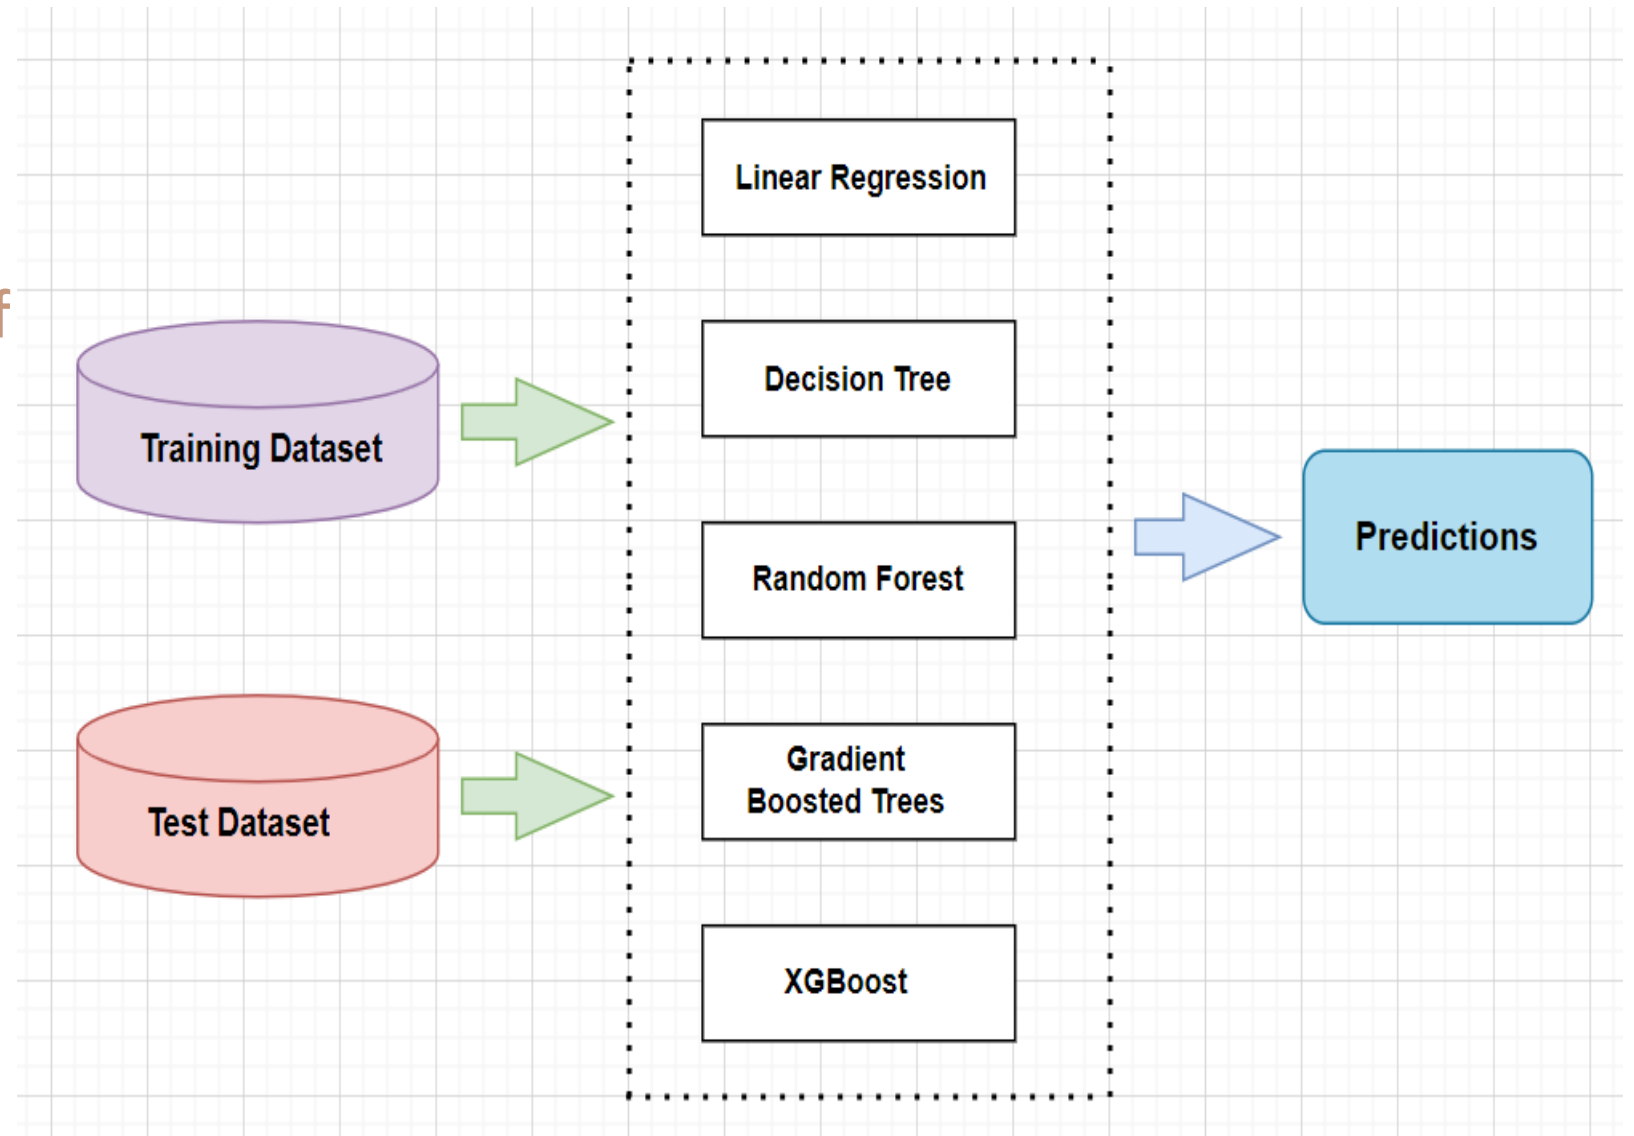 f
Training Dataset
Test Dataset
Linear Regression
Decision Tree
Random Forest
Gradient
Boosted Trees
XGBoost
Predictions